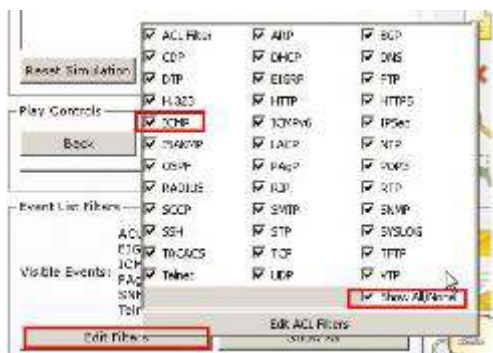 ACL Filter ARP BGP
CDP DHCP DNS
Reset Simulation
DTP EIGRP FTP
H.323 HTTP HTTPS
Play Controls
ICMP ICMPv6 IPSec
Back
ISAKMP LACP NTP
OSPF PAgP POP3
RADIUS RIP RTP
Event List Filters
SCCP SMTP SNMP
SSH STP SYSLOG
TACACS TCP TFTP
Visible Events:
Telnet UDP VTP
Show All/None
Edit ACL Filters
Edit Filters